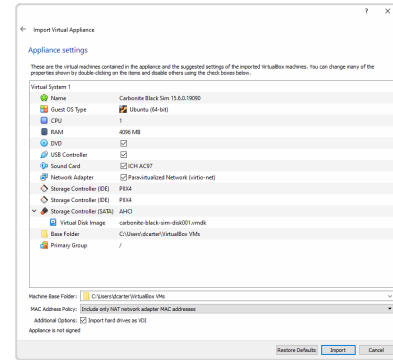 ? ×
← Import Virtual Appliance
Appliance settings
These are the virtual machines contained in the appliance and the suggested settings of the imported VirtualBox machines. You can change many of the
properties shown by double-clicking on the items and disable others using the check boxes below.
Virtual System 1
Name Carbonite Black Sim 15.6.0.19090
Guest OS Type Ubuntu (64-bit)
CPU 1
RAM 4096 MB
DVD
USB Controller
Sound Card ICH AC97
Network Adapter Paravirtualized Network (virtio-net)
Storage Controller (IDE) PIIX4
Storage Controller (IDE) PIIX4
Storage Controller (SATA) AHCI
Virtual Disk Image carbonite-black-sim-disk001.vmdk
Base Folder C:\Users\dcarter\VirtualBox VMs
Primary Group /
Machine Base Folder: C:\Users\dcarter\VirtualBox VMs
MAC Address Policy: Include only NAT network adapter MAC addresses
Additional Options: Import hard drives as VDI
Appliance is not signed
Restore Defaults Import Cancel